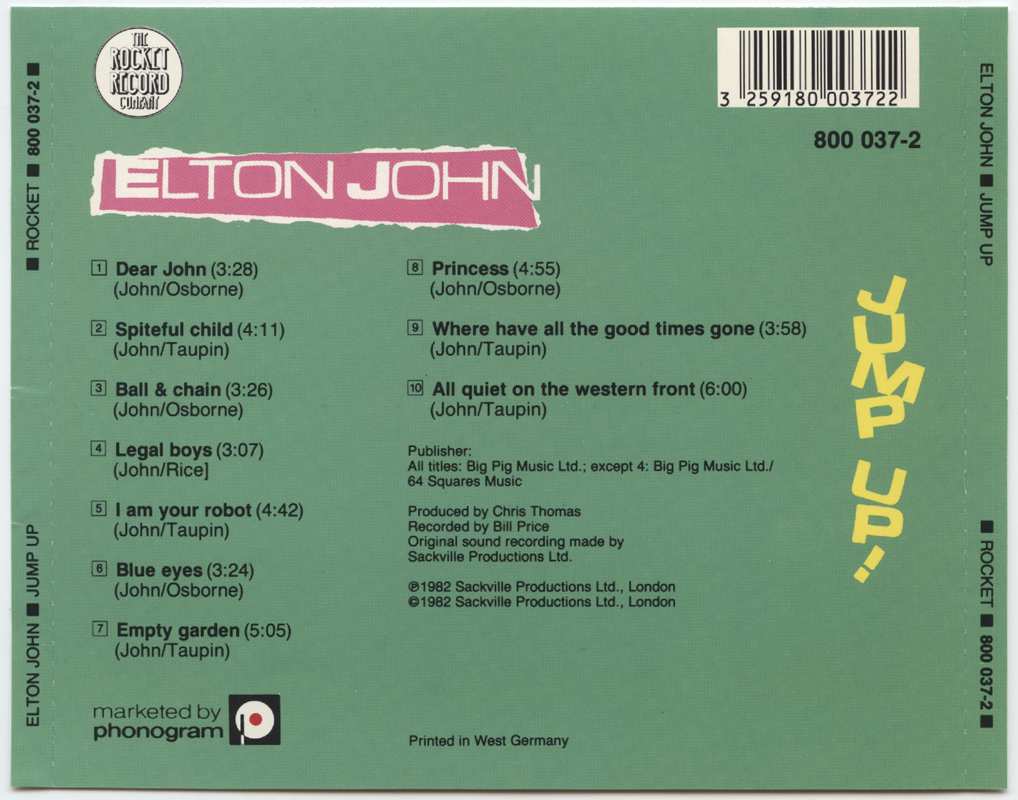 THE
ROCKET
RECORD
COMPANY
3 259180 003722
800 037-2
ELTON JOHN
1 Dear John (3:28)
(John/Osborne)
2 Spiteful child (4:11)
(John/Taupin)
3 Ball & chain (3:26)
(John/Osborne)
4 Legal boys (3:07)
(John/Rice]
5 I am your robot (4:42)
(John/Taupin)
6 Blue eyes (3:24)
(John/Osborne)
7 Empty garden (5:05)
(John/Taupin)
8 Princess (4:55)
(John/Osborne)
9 Where have all the good times gone (3:58)
(John/Taupin)
10 All quiet on the western front (6:00)
(John/Taupin)
Publisher:
All titles: Big Pig Music Ltd.; except 4: Big Pig Music Ltd./
64 Squares Music
Produced by Chris Thomas
Recorded by Bill Price
Original sound recording made by
Sackville Productions Ltd.
℗1982 Sackville Productions Ltd., London
©1982 Sackville Productions Ltd., London
JUMP UP!
marketed by
phonogram
Printed in West Germany
ELTON JOHN ■ JUMP UP
■ ROCKET ■ 800 037-2 ■
ELTON JOHN ■ JUMP UP
■ ROCKET ■ 800 037-2 ■